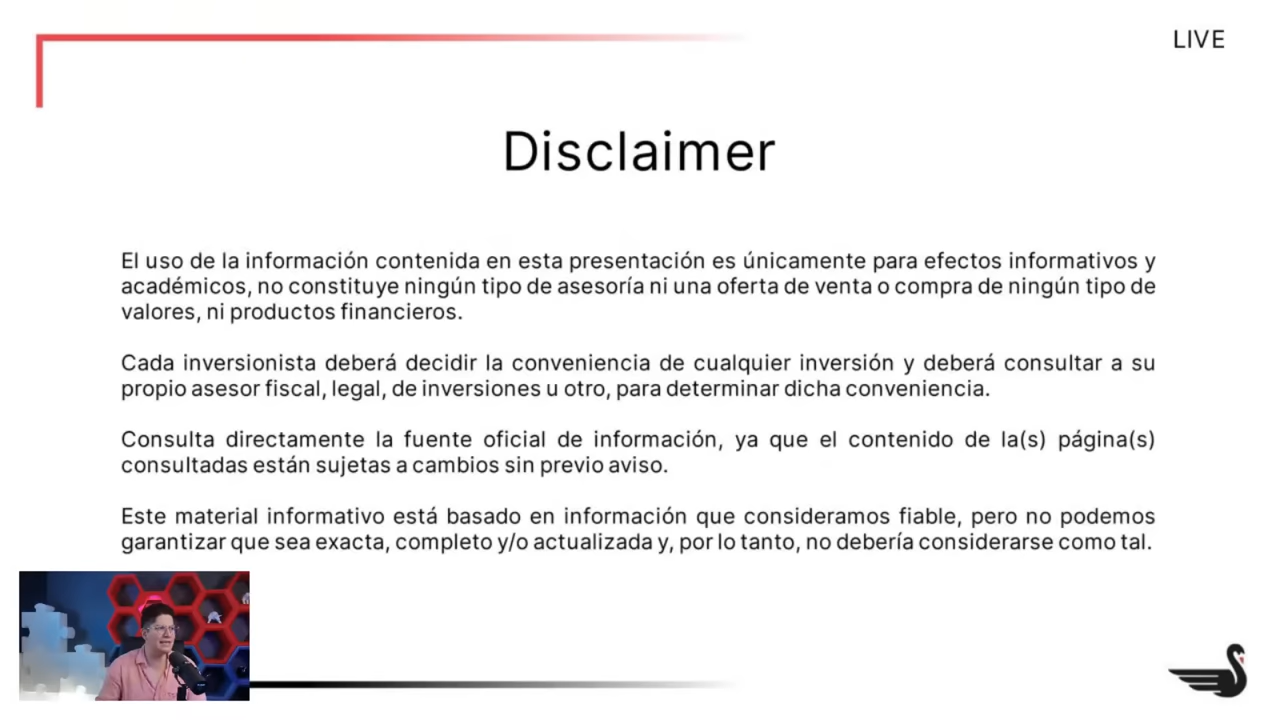 LIVE
Disclaimer
El uso de la información contenida en esta presentación es únicamente para efectos informativos y
académicos, no constituye ningún tipo de asesoría ni una oferta de venta o compra de ningún tipo de
valores, ni productos financieros.
Cada inversionista deberá decidir la conveniencia de cualquier inversión y deberá consultar a su
propio asesor fiscal, legal, de inversiones u otro, para determinar dicha conveniencia.
Consulta directamente la fuente oficial de información, ya que el contenido de la(s) página(s)
consultadas están sujetas a cambios sin previo aviso.
Este material informativo está basado en información que consideramos fiable, pero no podemos
garantizar que sea exacta, completo y/o actualizada y, por lo tanto, no debería considerarse como tal.